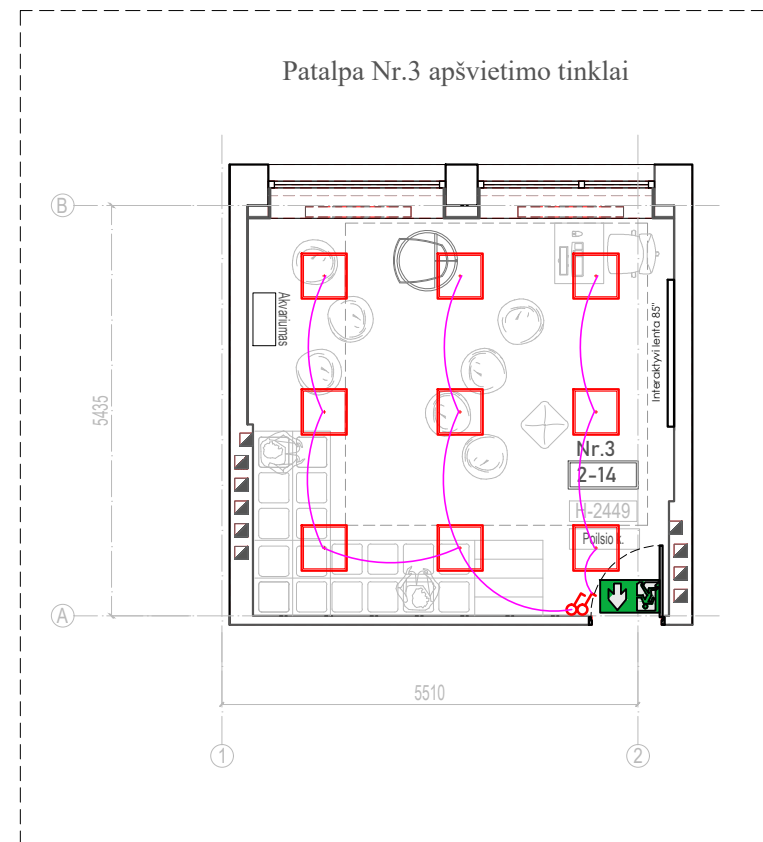 Patalpa Nr.3 apšvietimo tinklai
B
Akvariumas
Interaktyvi lenta 85"
5435
Nr.3
2-14
H-2449
Poilsio k.
A
5510
1
2